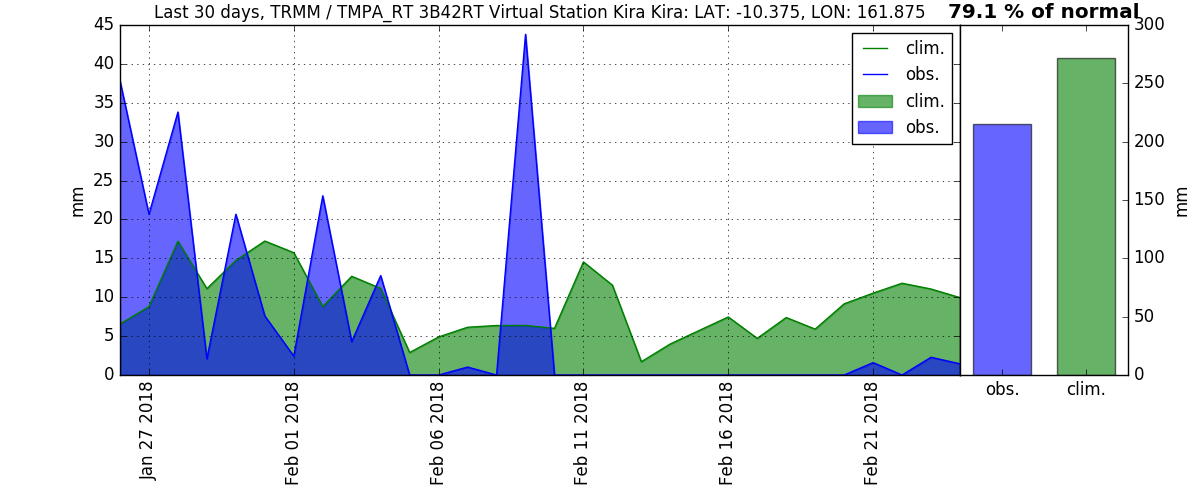 Last 30 days, TRMM / TMPA_RT 3B42RT Virtual Station Kira Kira: LAT: -10.375, LON: 161.875
79.1 % of normal
45
40
35
30
25
20
15
10
5
0
mm
clim.
obs.
clim.
obs.
Jan 27 2018
Feb 01 2018
Feb 06 2018
Feb 11 2018
Feb 16 2018
Feb 21 2018
300
250
200
150
100
50
0
mm
obs.
clim.